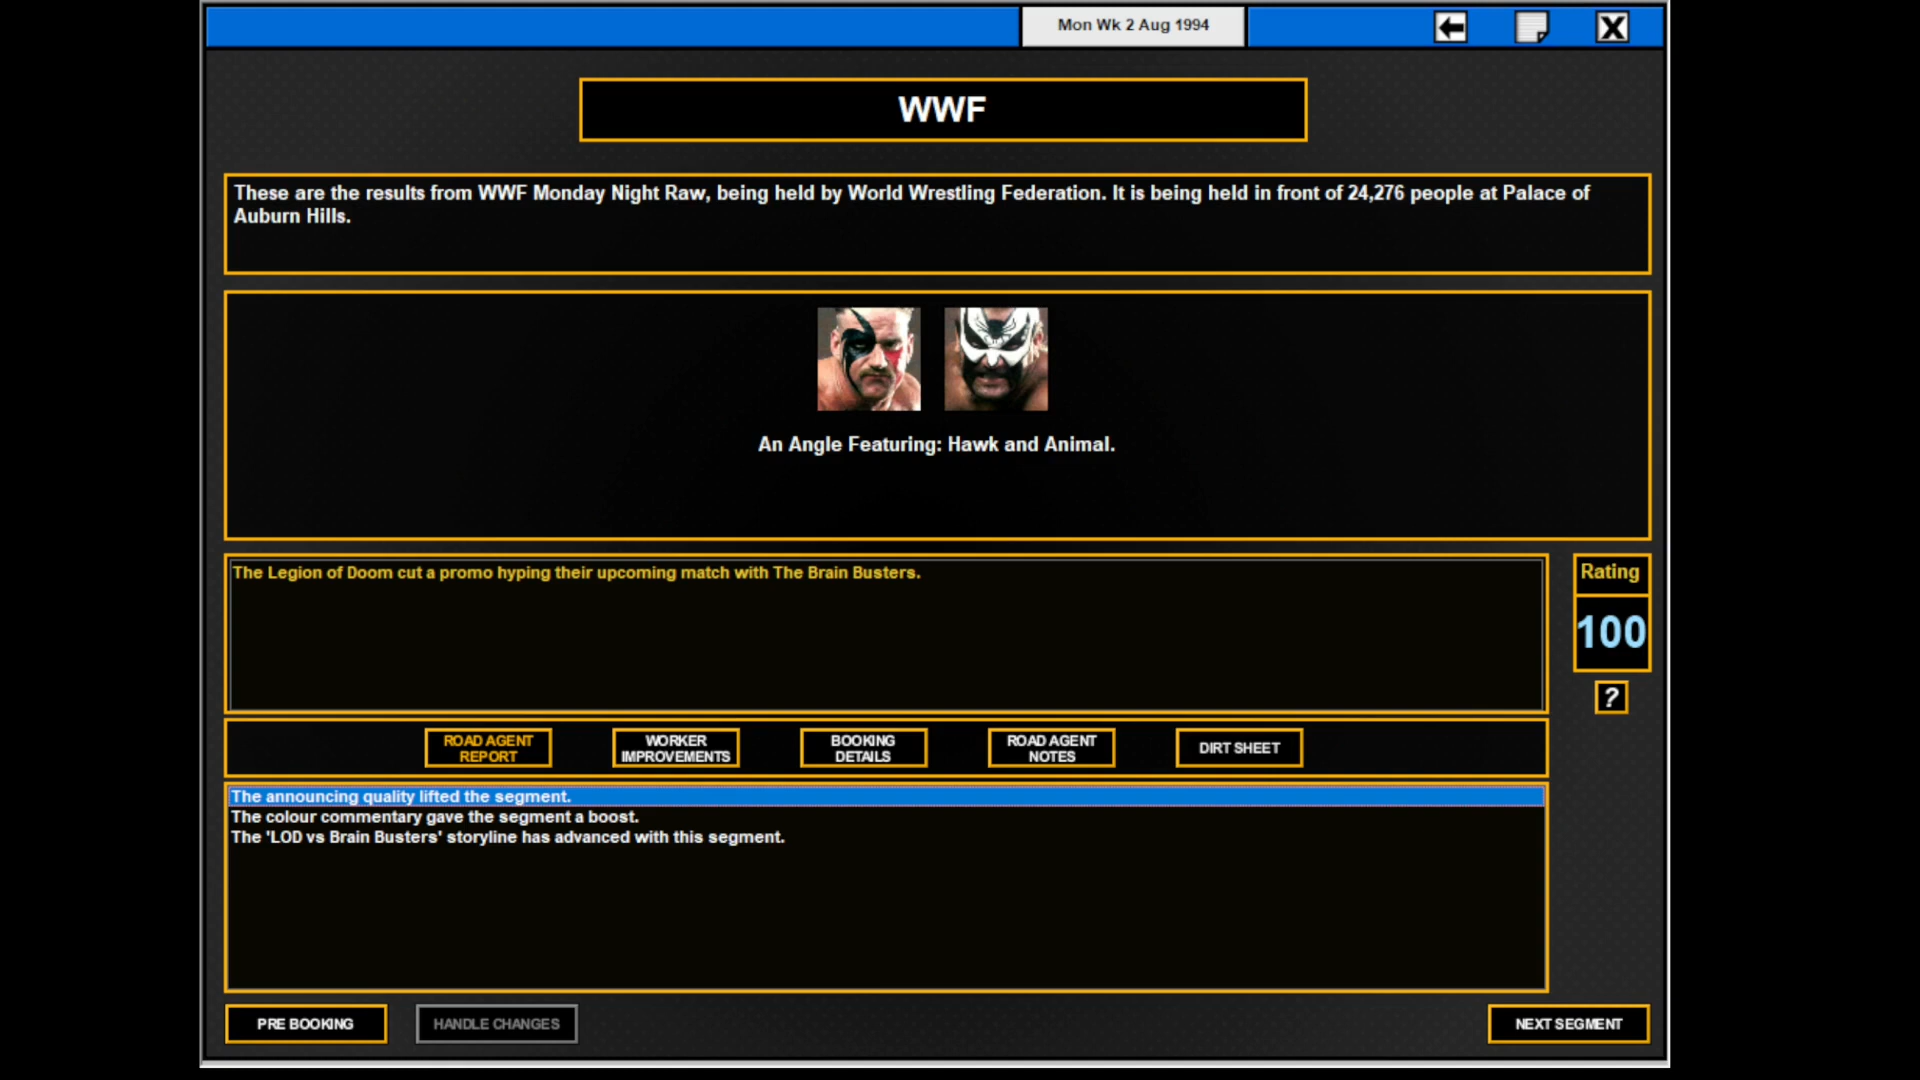 Mon Wk 2 Aug 1994
WWF
These are the results from WWF Monday Night Raw, being held by World Wrestling Federation. It is being held in front of 24,276 people at Palace of
Auburn Hills.
An Angle Featuring: Hawk and Animal.
The Legion of Doom cut a promo hyping their upcoming match with The Brain Busters.
Rating
100
?
ROAD AGENT
REPORT
WORKER
IMPROVEMENTS
BOOKING
DETAILS
ROAD AGENT
NOTES
DIRT SHEET
The announcing quality lifted the segment.
The colour commentary gave the segment a boost.
The 'LOD vs Brain Busters' storyline has advanced with this segment.
PRE BOOKING
HANDLE CHANGES
NEXT SEGMENT